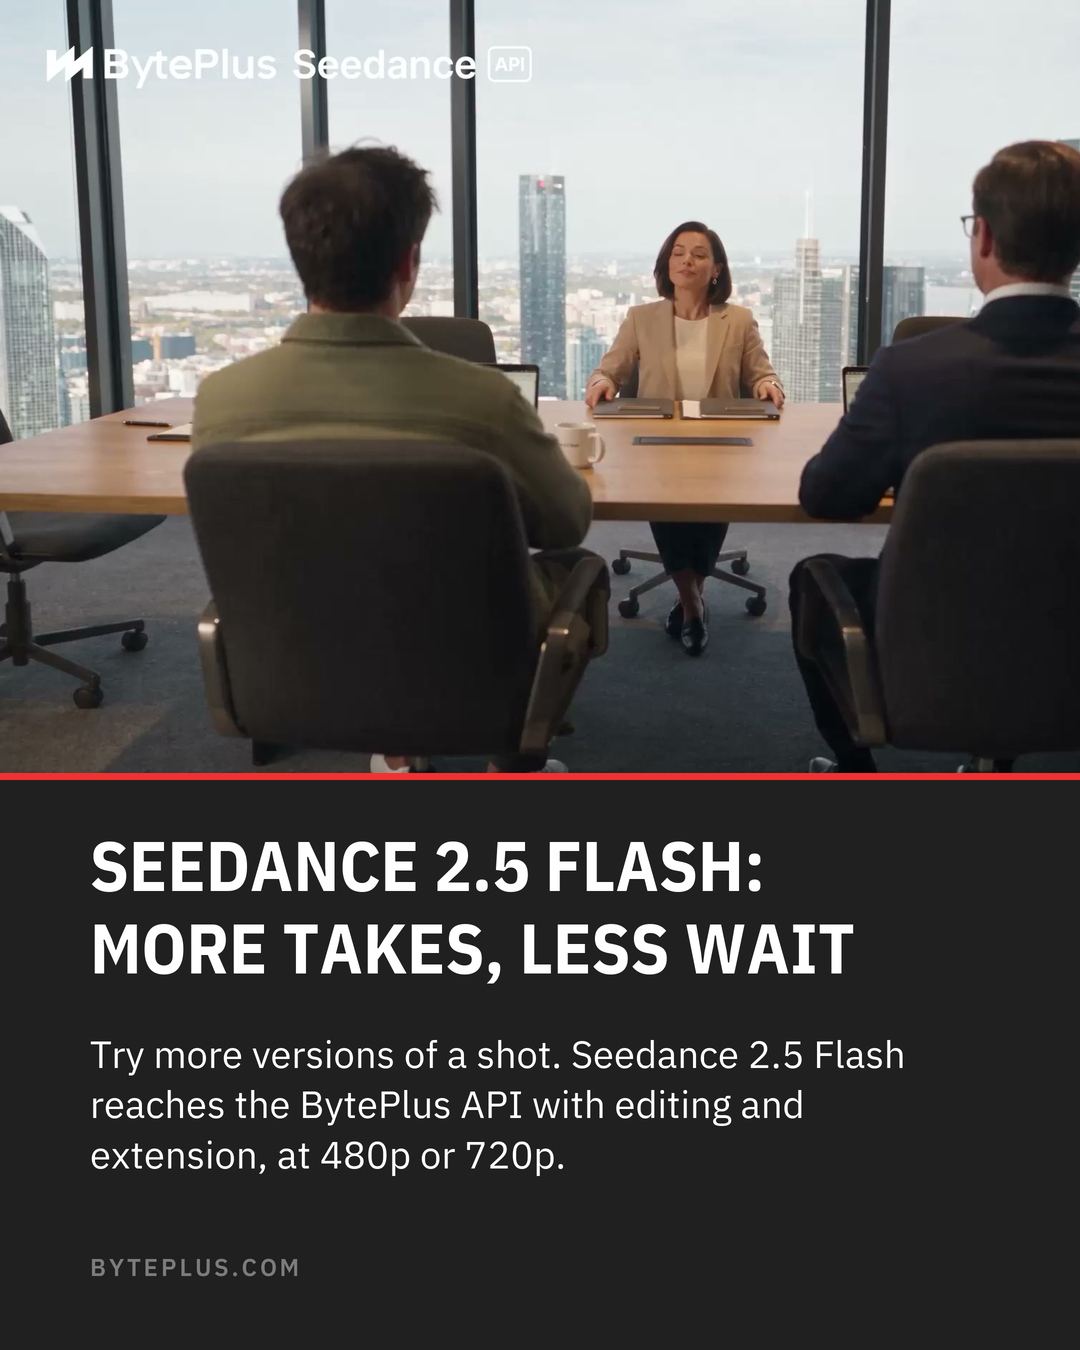 BytePlus Seedance API
SEEDANCE 2.5 FLASH:
MORE TAKES, LESS WAIT
Try more versions of a shot. Seedance 2.5 Flash
reaches the BytePlus API with editing and
extension, at 480p or 720p.
BYTEPLUS.COM